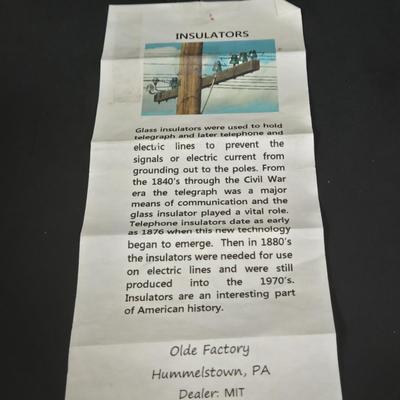 INSULATORS
Glass insulators were used to hold
telegraph and later telephone and
electric lines to prevent the
signals or electric current from
grounding out to the poles. From
the 1840's through the Civil War
era the telegraph was a major
means of communication and the
glass insulator played a vital role.
Telephone insulators date as early
as 1876 when this new technology
began to emerge. Then in 1880's
the insulators were needed for use
on electric lines and were still
produced into the 1970's.
Insulators are an interesting part
of American history.
Olde Factory
Hummelstown, PA
Dealer: MIT